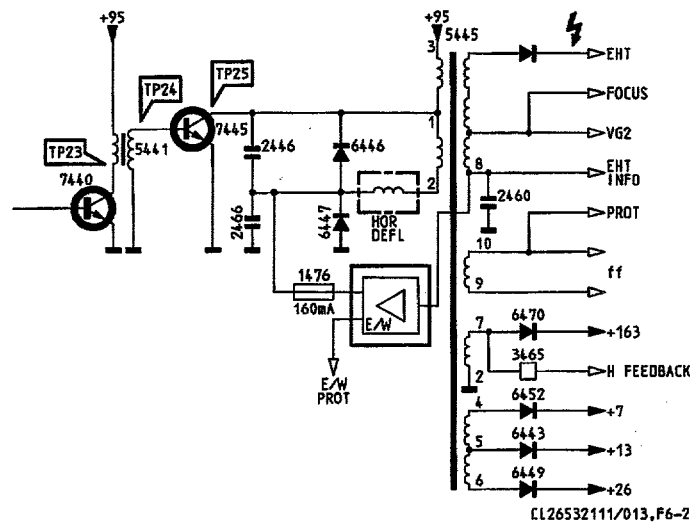 +95
+95
3
5445
EHT
TP25
TP24
FOCUS
7445
1
TP23
5441
2446
6446
VG2
7440
8
EHT
INFO
2
2466
6447
HOR
DEFL
2460
PROT
10
ff
9
1476
160mA
E/W
7
6470
+163
3465
H FEEDBACK
E/W
PROT
2
4
6452
+7
5
6443
+13
6449
6
+26
CL26532111/013,F6-2